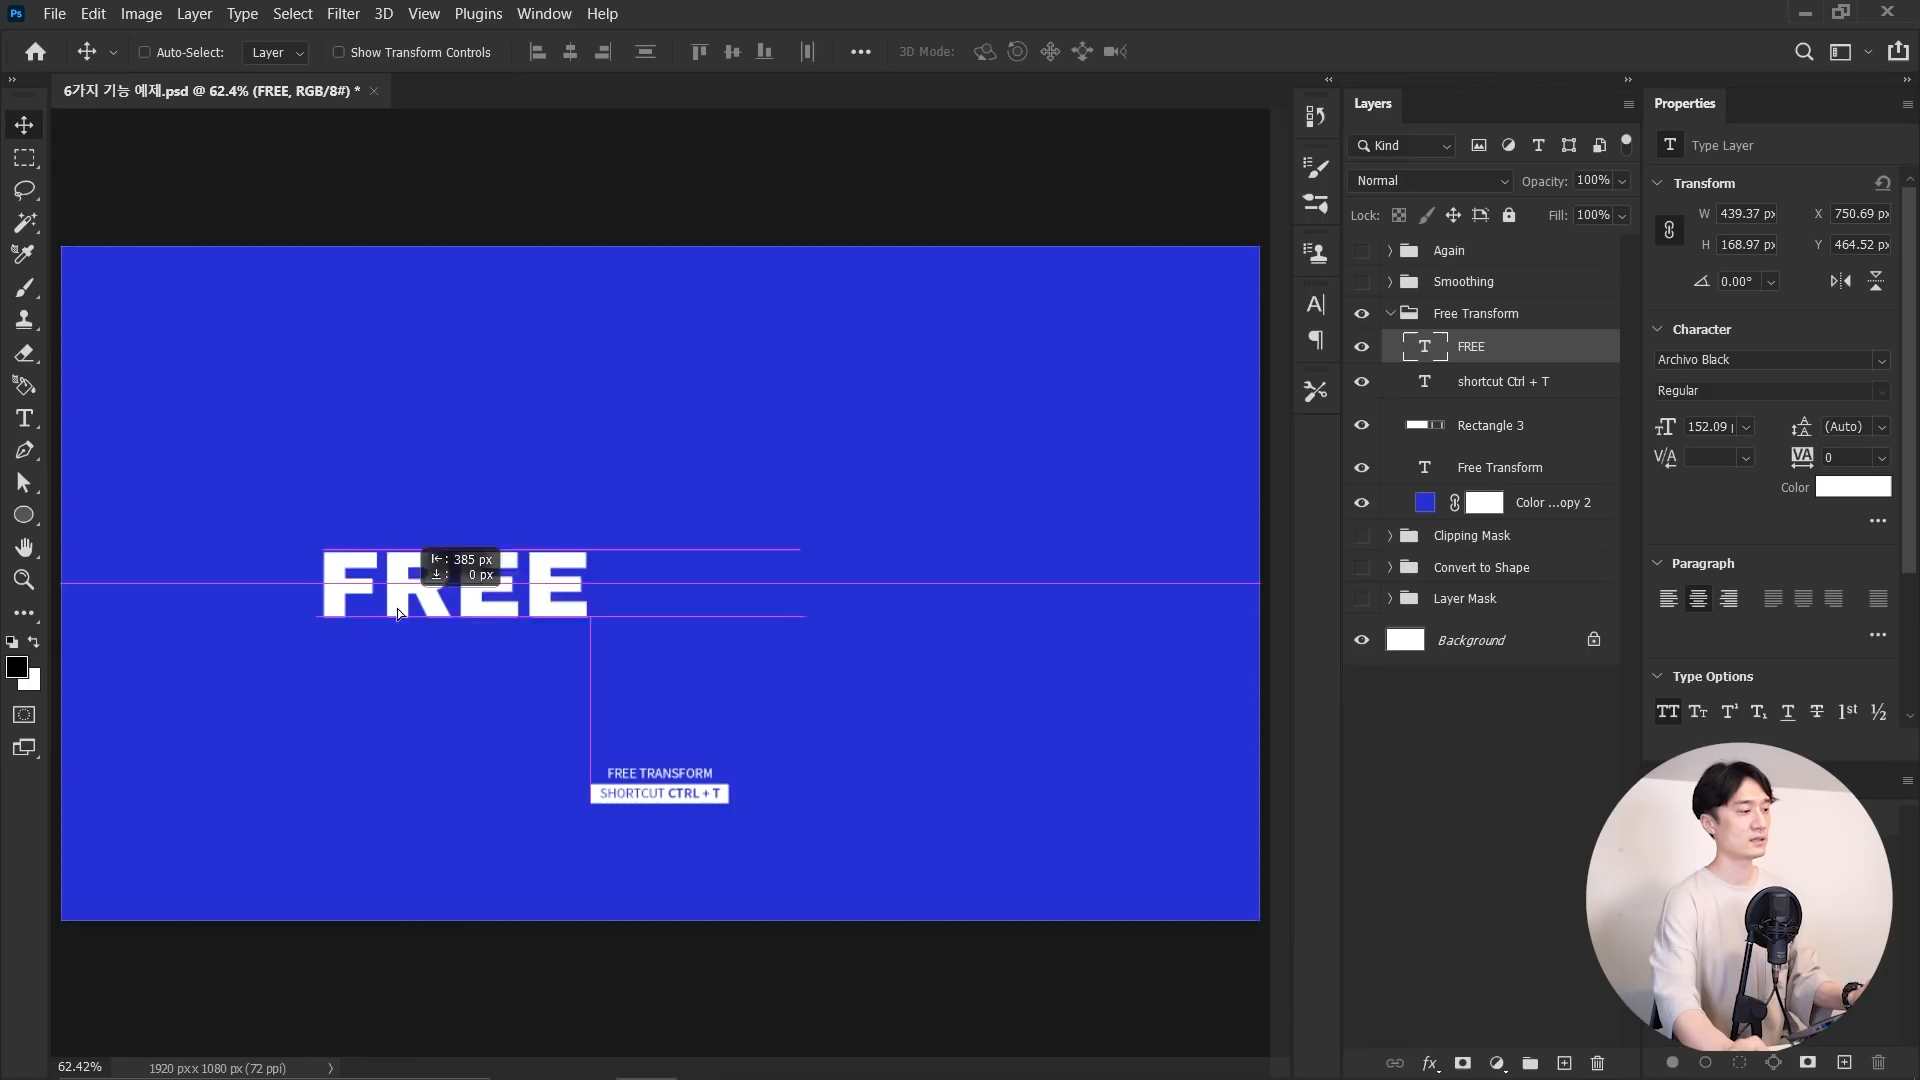 Ps File Edit Image Layer Type Select Filter 3D View Plugins Window Help
Auto-Select: Layer Show Transform Controls 3D Mode:
6가지 기능 예제.psd @ 62.4% (FREE, RGB/8#) *
FREE
385 px
0 px
FREE TRANSFORM
SHORTCUT CTRL + T
62.42% 1920 px x 1080 px (72 ppi)
Layers
Kind
Normal Opacity: 100%
Lock: Fill: 100%
Again
Smoothing
Free Transform
FREE
shortcut Ctrl + T
Rectangle 3
Free Transform
Color ...opy 2
Clipping Mask
Convert to Shape
Layer Mask
Background
fx
Properties
Type Layer
Transform
W 439.37 px X 750.69 px
H 168.97 px Y 464.52 px
0.00°
Character
Archivo Black
Regular
152.09 (Auto)
0
Color
Paragraph
Type Options